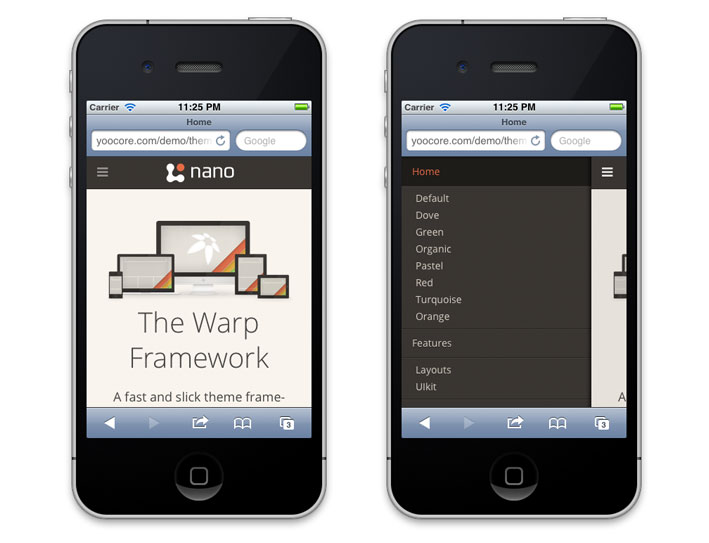 Carrier 11:25 PM
Home
yoocore.com/demo/them
Google
nano
The Warp
Framework
A fast and slick theme frame-
3
Carrier 11:25 PM
Home
yoocore.com/demo/them
Google
Home
Default
Dove
Green
Organic
Pastel
Red
Turquoise
Orange
Features
Layouts
UIkit
A
3